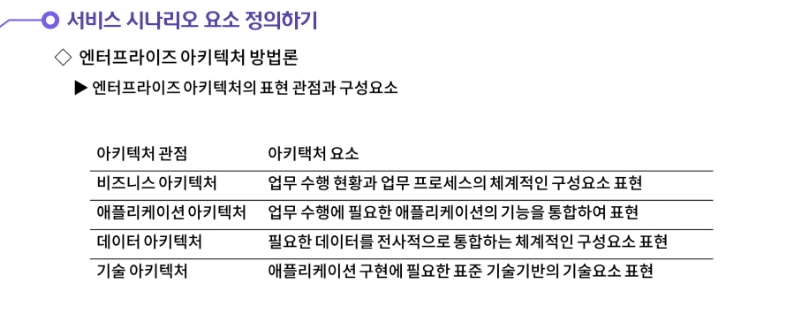 서비스 시나리오 요소 정의하기
◇ 엔터프라이즈 아키텍처 방법론
▶ 엔터프라이즈 아키텍처의 표현 관점과 구성요소
아키텍처 관점 아키택처 요소
비즈니스 아키텍처 업무 수행 현황과 업무 프로세스의 체계적인 구성요소 표현
애플리케이션 아키텍처 업무 수행에 필요한 애플리케이션의 기능을 통합하여 표현
데이터 아키텍처 필요한 데이터를 전사적으로 통합하는 체계적인 구성요소 표현
기술 아키텍처 애플리케이션 구현에 필요한 표준 기술기반의 기술요소 표현